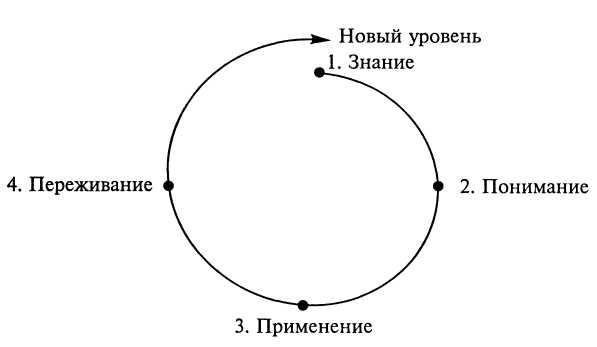 Новый уровень
1. Знание
2. Понимание
3. Применение
4. Переживание